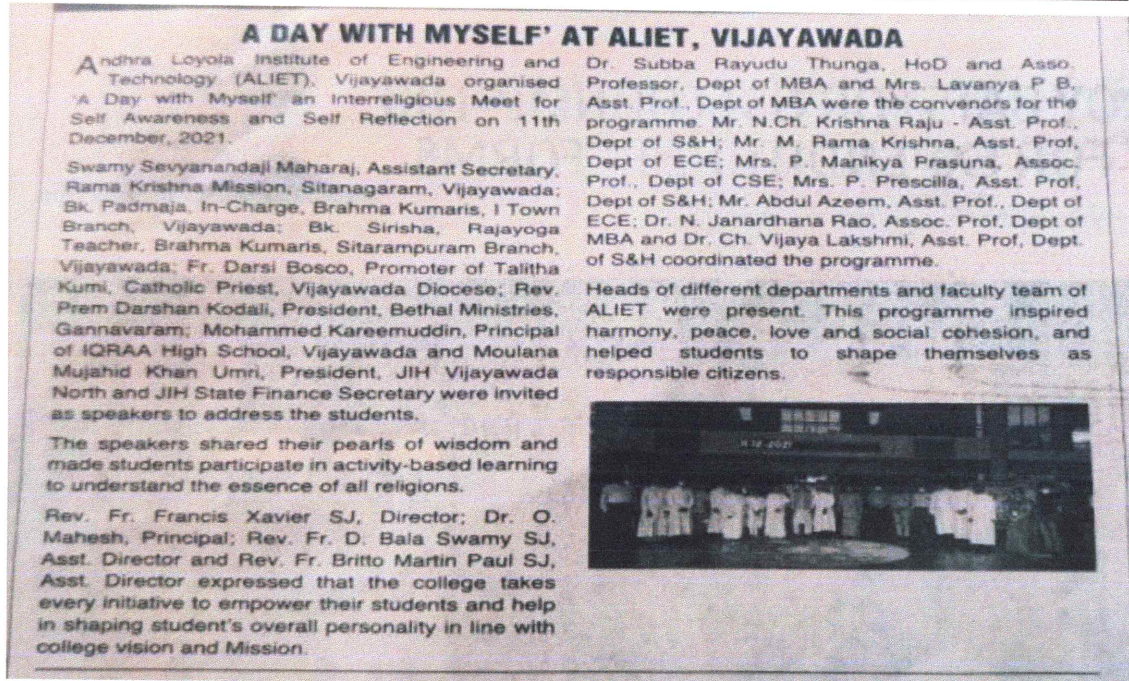 A DAY WITH MYSELF' AT ALIET, VIJAYAWADA
Andhra Loyola Institute of Engineering and
Technology (ALIET), Vijayawada organised
'A Day with Myself' an Interreligious Meet for
Self Awareness and Self Reflection on 11th
December, 2021.
Swamy Sevyanandaji Maharaj, Assistant Secretary,
Rama Krishna Mission, Sitanagaram, Vijayawada;
Bk. Padmaja, In-Charge, Brahma Kumaris, I Town
Branch, Vijayawada; Bk. Sirisha, Rajayoga
Teacher, Brahma Kumaris, Sitarampuram Branch,
Vijayawada; Fr. Darsi Bosco, Promoter of Talitha
Kumi, Catholic Priest, Vijayawada Diocese; Rev.
Prem Darshan Kodali, President, Bethal Ministries,
Gannavaram; Mohammed Kareemuddin, Principal
of IQRAA High School, Vijayawada and Moulana
Mujahid Khan Umri, President, JIH Vijayawada
North and JIH State Finance Secretary were invited
as speakers to address the students.
The speakers shared their pearls of wisdom and
made students participate in activity-based learning
to understand the essence of all religions.
Rev. Fr. Francis Xavier SJ, Director; Dr. O.
Mahesh, Principal; Rev. Fr. D. Bala Swamy SJ,
Asst. Director and Rev. Fr. Britto Martin Paul SJ,
Asst. Director expressed that the college takes
every initiative to empower their students and help
in shaping student's overall personality in line with
college vision and Mission.
Dr. Subba Rayudu Thunga, HoD and Asso.
Professor, Dept of MBA and Mrs. Lavanya P B,
Asst. Prof., Dept of MBA were the convenors for the
programme. Mr. N.Ch. Krishna Raju - Asst. Prof.,
Dept of S&H; Mr. M. Rama Krishna, Asst. Prof,
Dept of ECE; Mrs. P. Manikya Prasuna, Assoc.
Prof., Dept of CSE; Mrs. P. Prescilla, Asst. Prof,
Dept of S&H; Mr. Abdul Azeem, Asst. Prof., Dept of
ECE; Dr. N. Janardhana Rao, Assoc. Prof, Dept of
MBA and Dr. Ch. Vijaya Lakshmi, Asst. Prof, Dept.
of S&H coordinated the programme.
Heads of different departments and faculty team of
ALIET were present. This programme inspired
harmony, peace, love and social cohesion, and
helped students to shape themselves as
responsible citizens.
11.12.2021